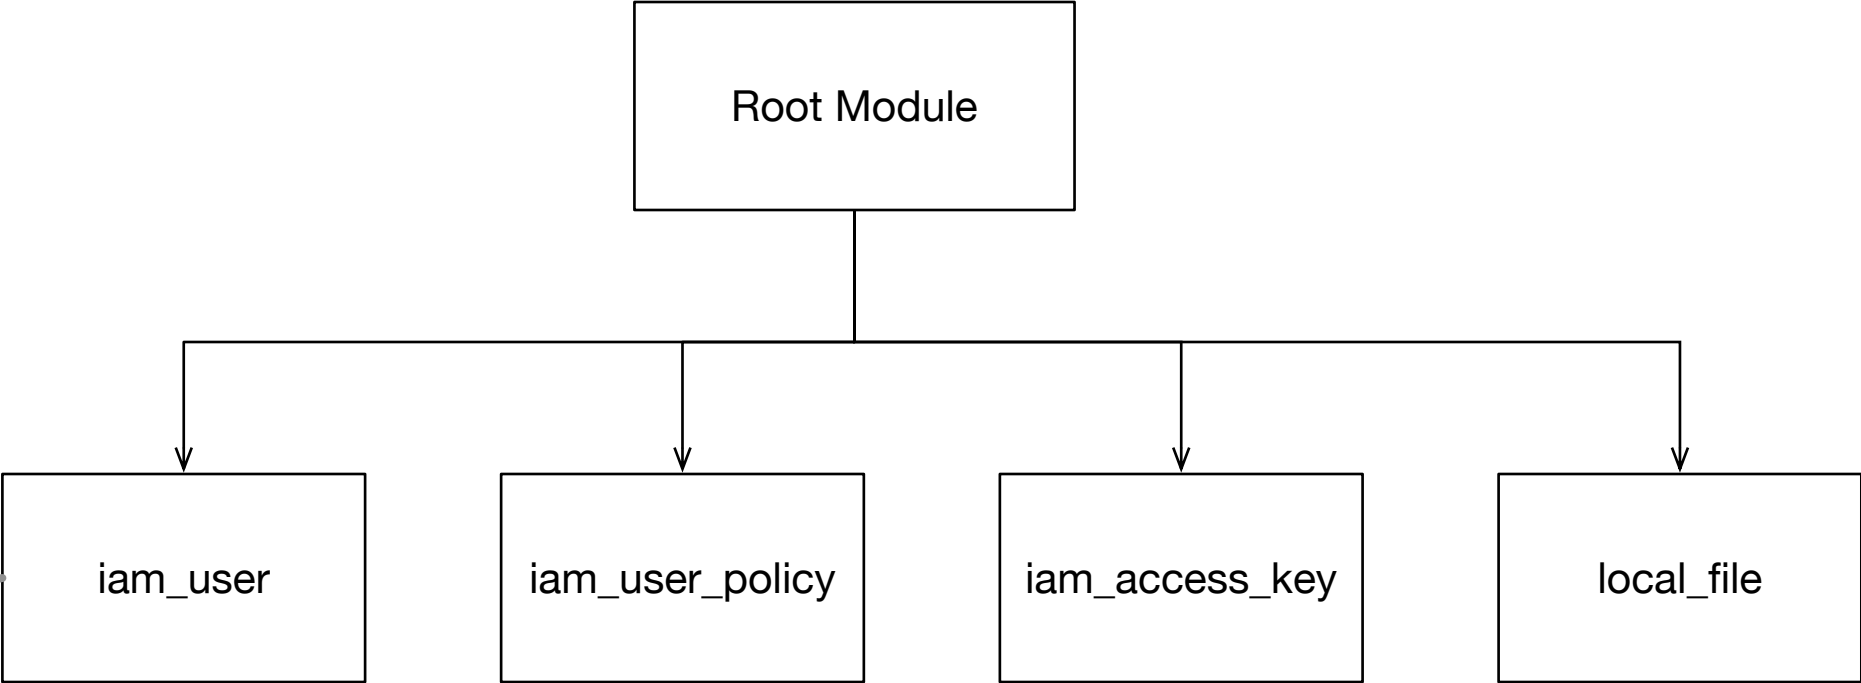 Root Module
iam_user
iam_user_policy
iam_access_key
local_file